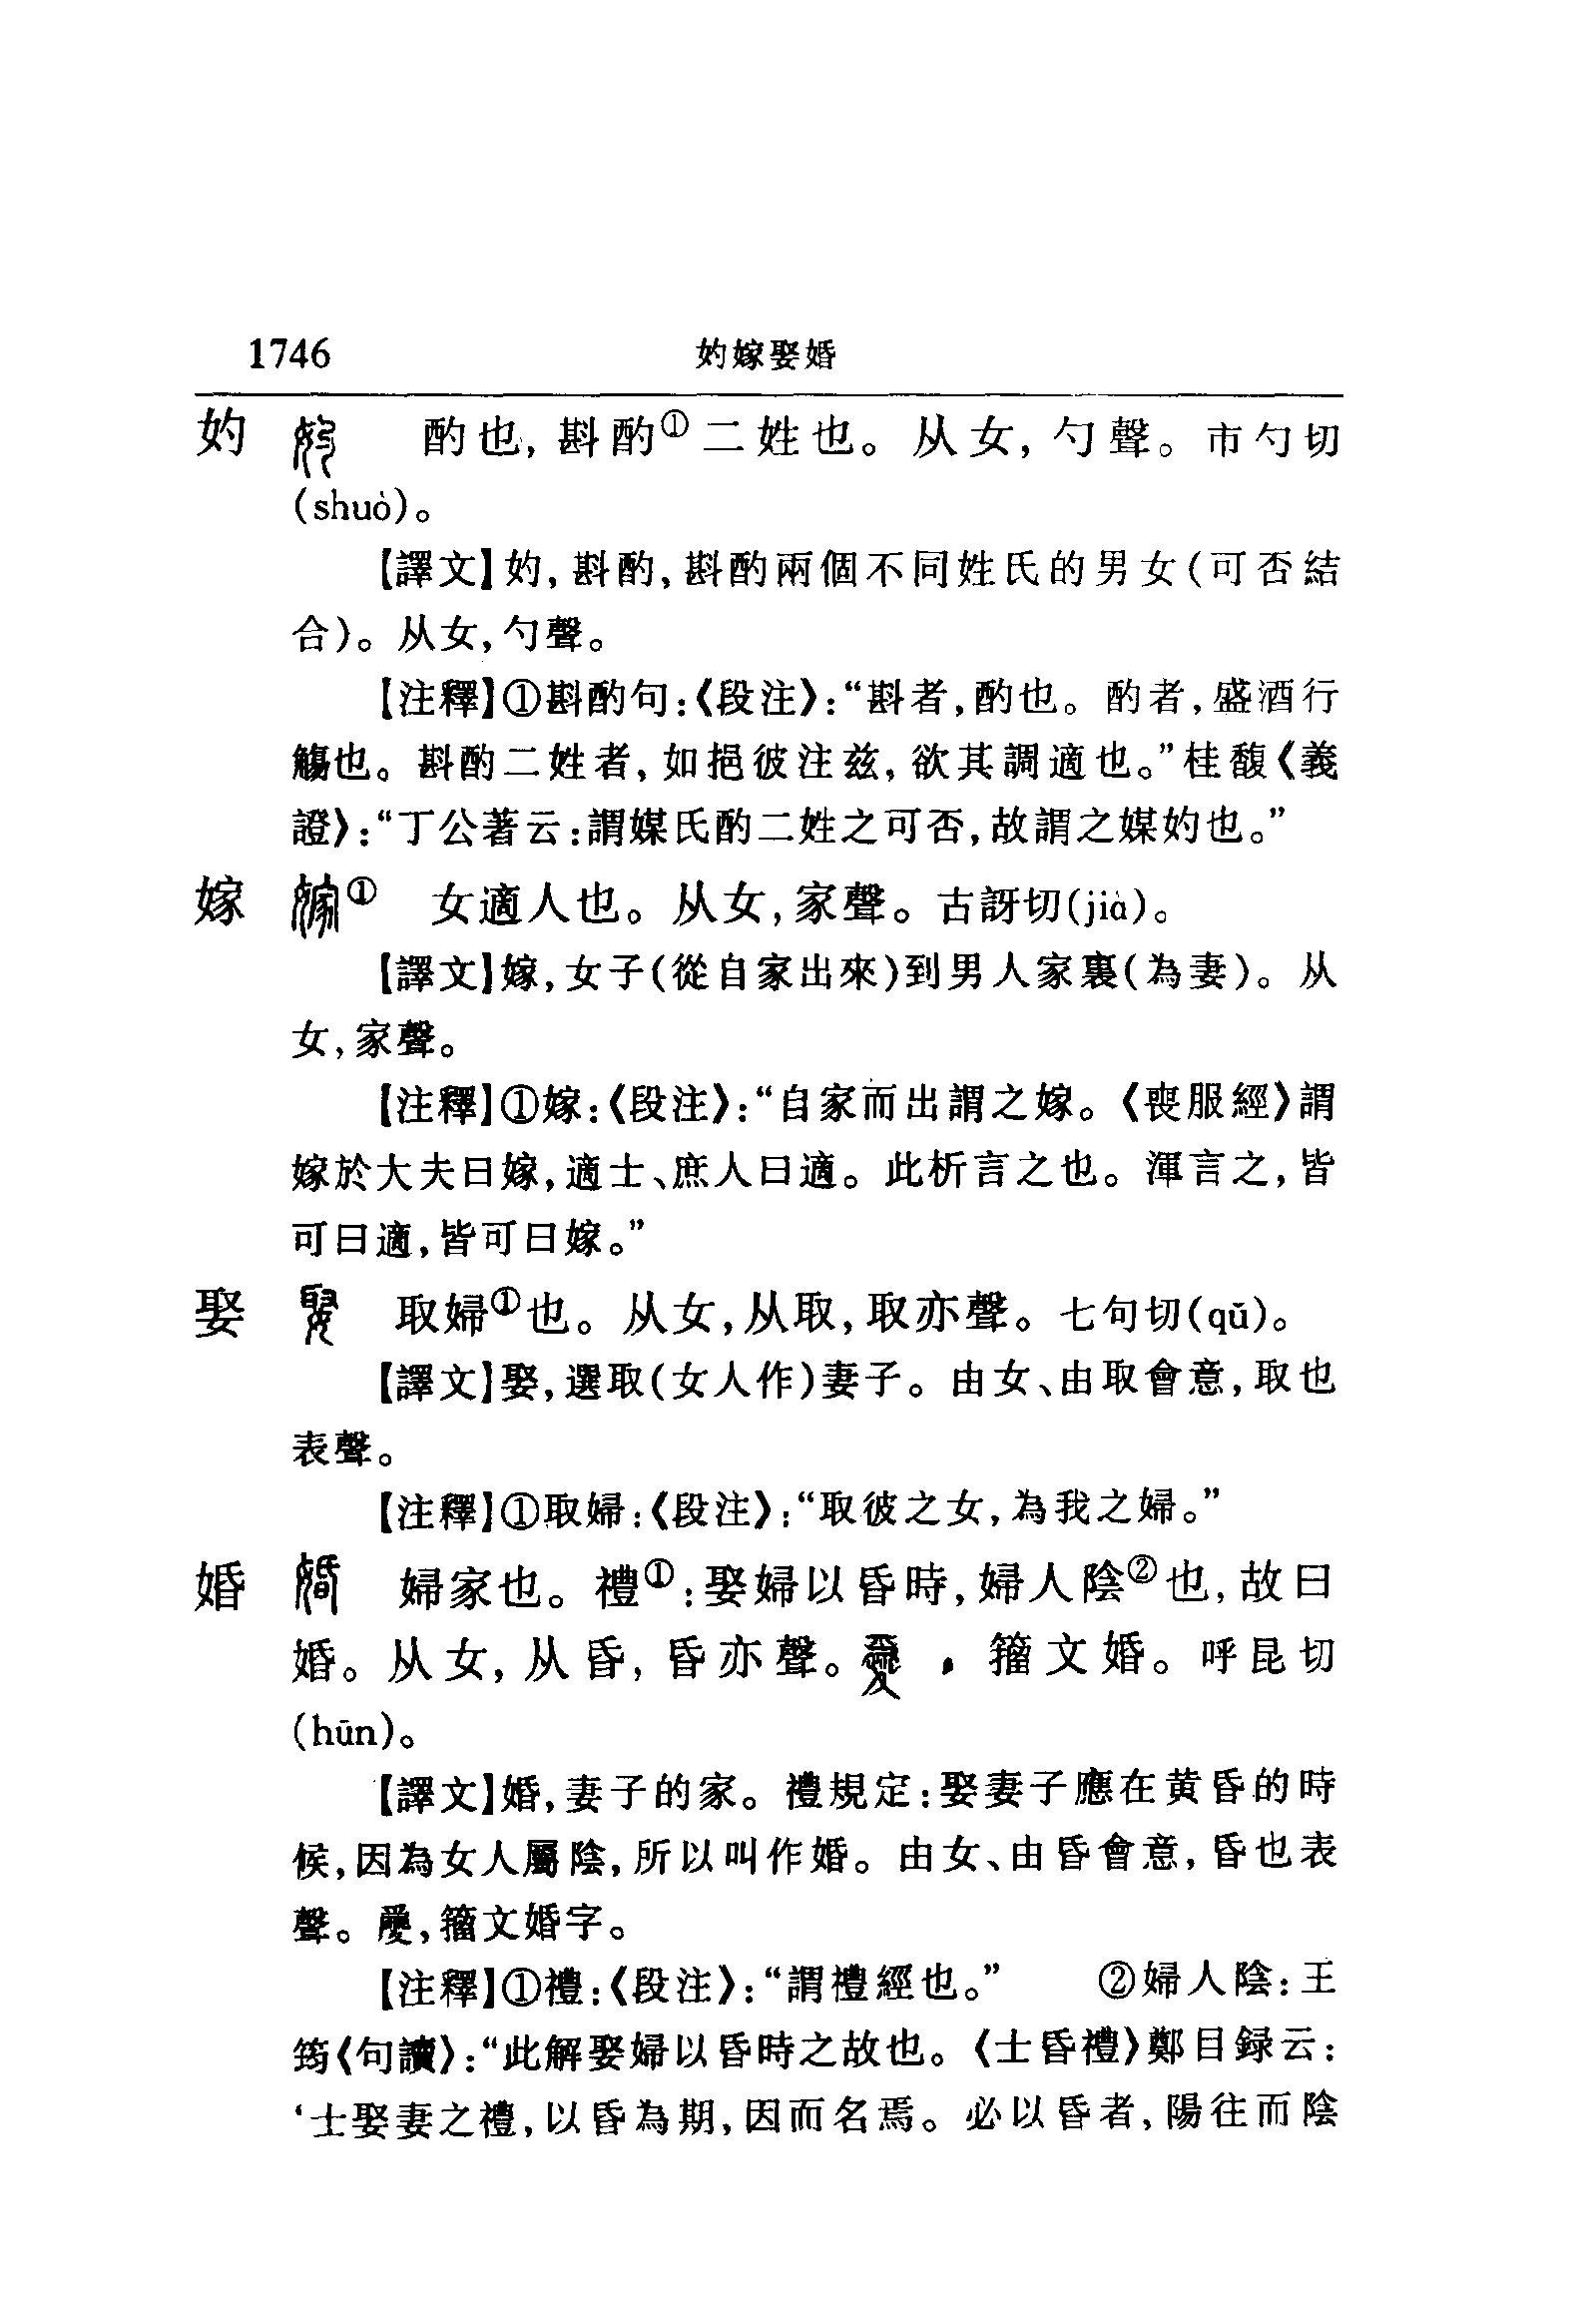 1746 妁嫁娶婚
妁 酌也,斟酌①二姓也。从女,勺聲。市勺切
(shuò)。
【譯文】妁,斟酌,斟酌兩個不同姓氏的男女(可否結
合)。从女,勺聲。
【注釋】①斟酌句:《段注》:“斟者,酌也。酌者,盛酒行
觴也。斟酌二姓者,如挹彼注兹,欲其調適也。”桂馥《義
證》:“丁公著云:謂媒氏酌二姓之可否,故謂之媒妁也。”
嫁 ① 女適人也。从女,家聲。古訝切(jià)。
【譯文】嫁,女子(從自家出來)到男人家裏(為妻)。从
女,家聲。
【注釋】①嫁:《段注》:“自家而出謂之嫁。《喪服經》謂
嫁於大夫曰嫁,適士、庶人曰適。此析言之也。渾言之,皆
可曰適,皆可曰嫁。”
娶 取婦①也。从女,从取,取亦聲。七句切(qǔ)。
【譯文】娶,選取(女人作)妻子。由女、由取會意,取也
表聲。
【注釋】①取婦:《段注》:“取彼之女,為我之婦。”
婚 婦家也。禮①:娶婦以昏時,婦人陰②也,故曰
婚。从女,从昏,昏亦聲。,籀文婚。呼昆切
(hūn)。
【譯文】婚,妻子的家。禮規定:娶妻子應在黄昏的時
候,因為女人屬陰,所以叫作婚。由女、由昏會意,昏也表
聲。,籀文婚字。
【注釋】①禮:《段注》:“謂禮經也。” ②婦人陰:王
筠《句讀》:“此解娶婦以昏時之故也。《士昏禮》鄭目録云:
‘士娶妻之禮,以昏為期,因而名焉。必以昏者,陽往而陰